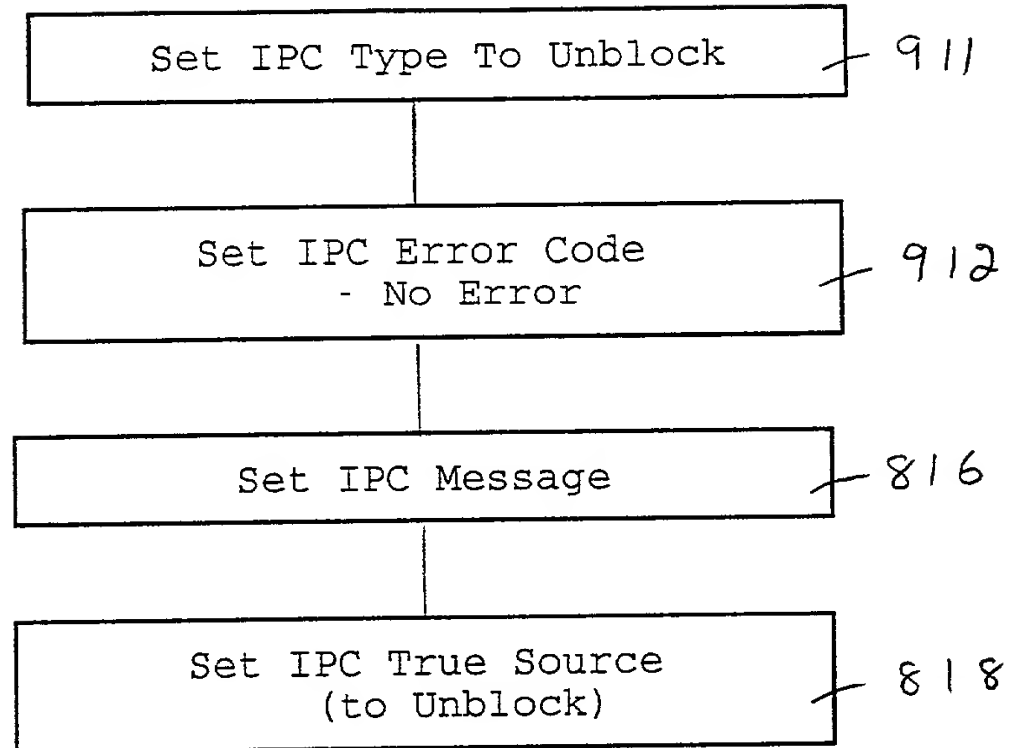 Set IPC Type To Unblock
911
Set IPC Error Code
- No Error
912
Set IPC Message
816
Set IPC True Source
(to Unblock)
818